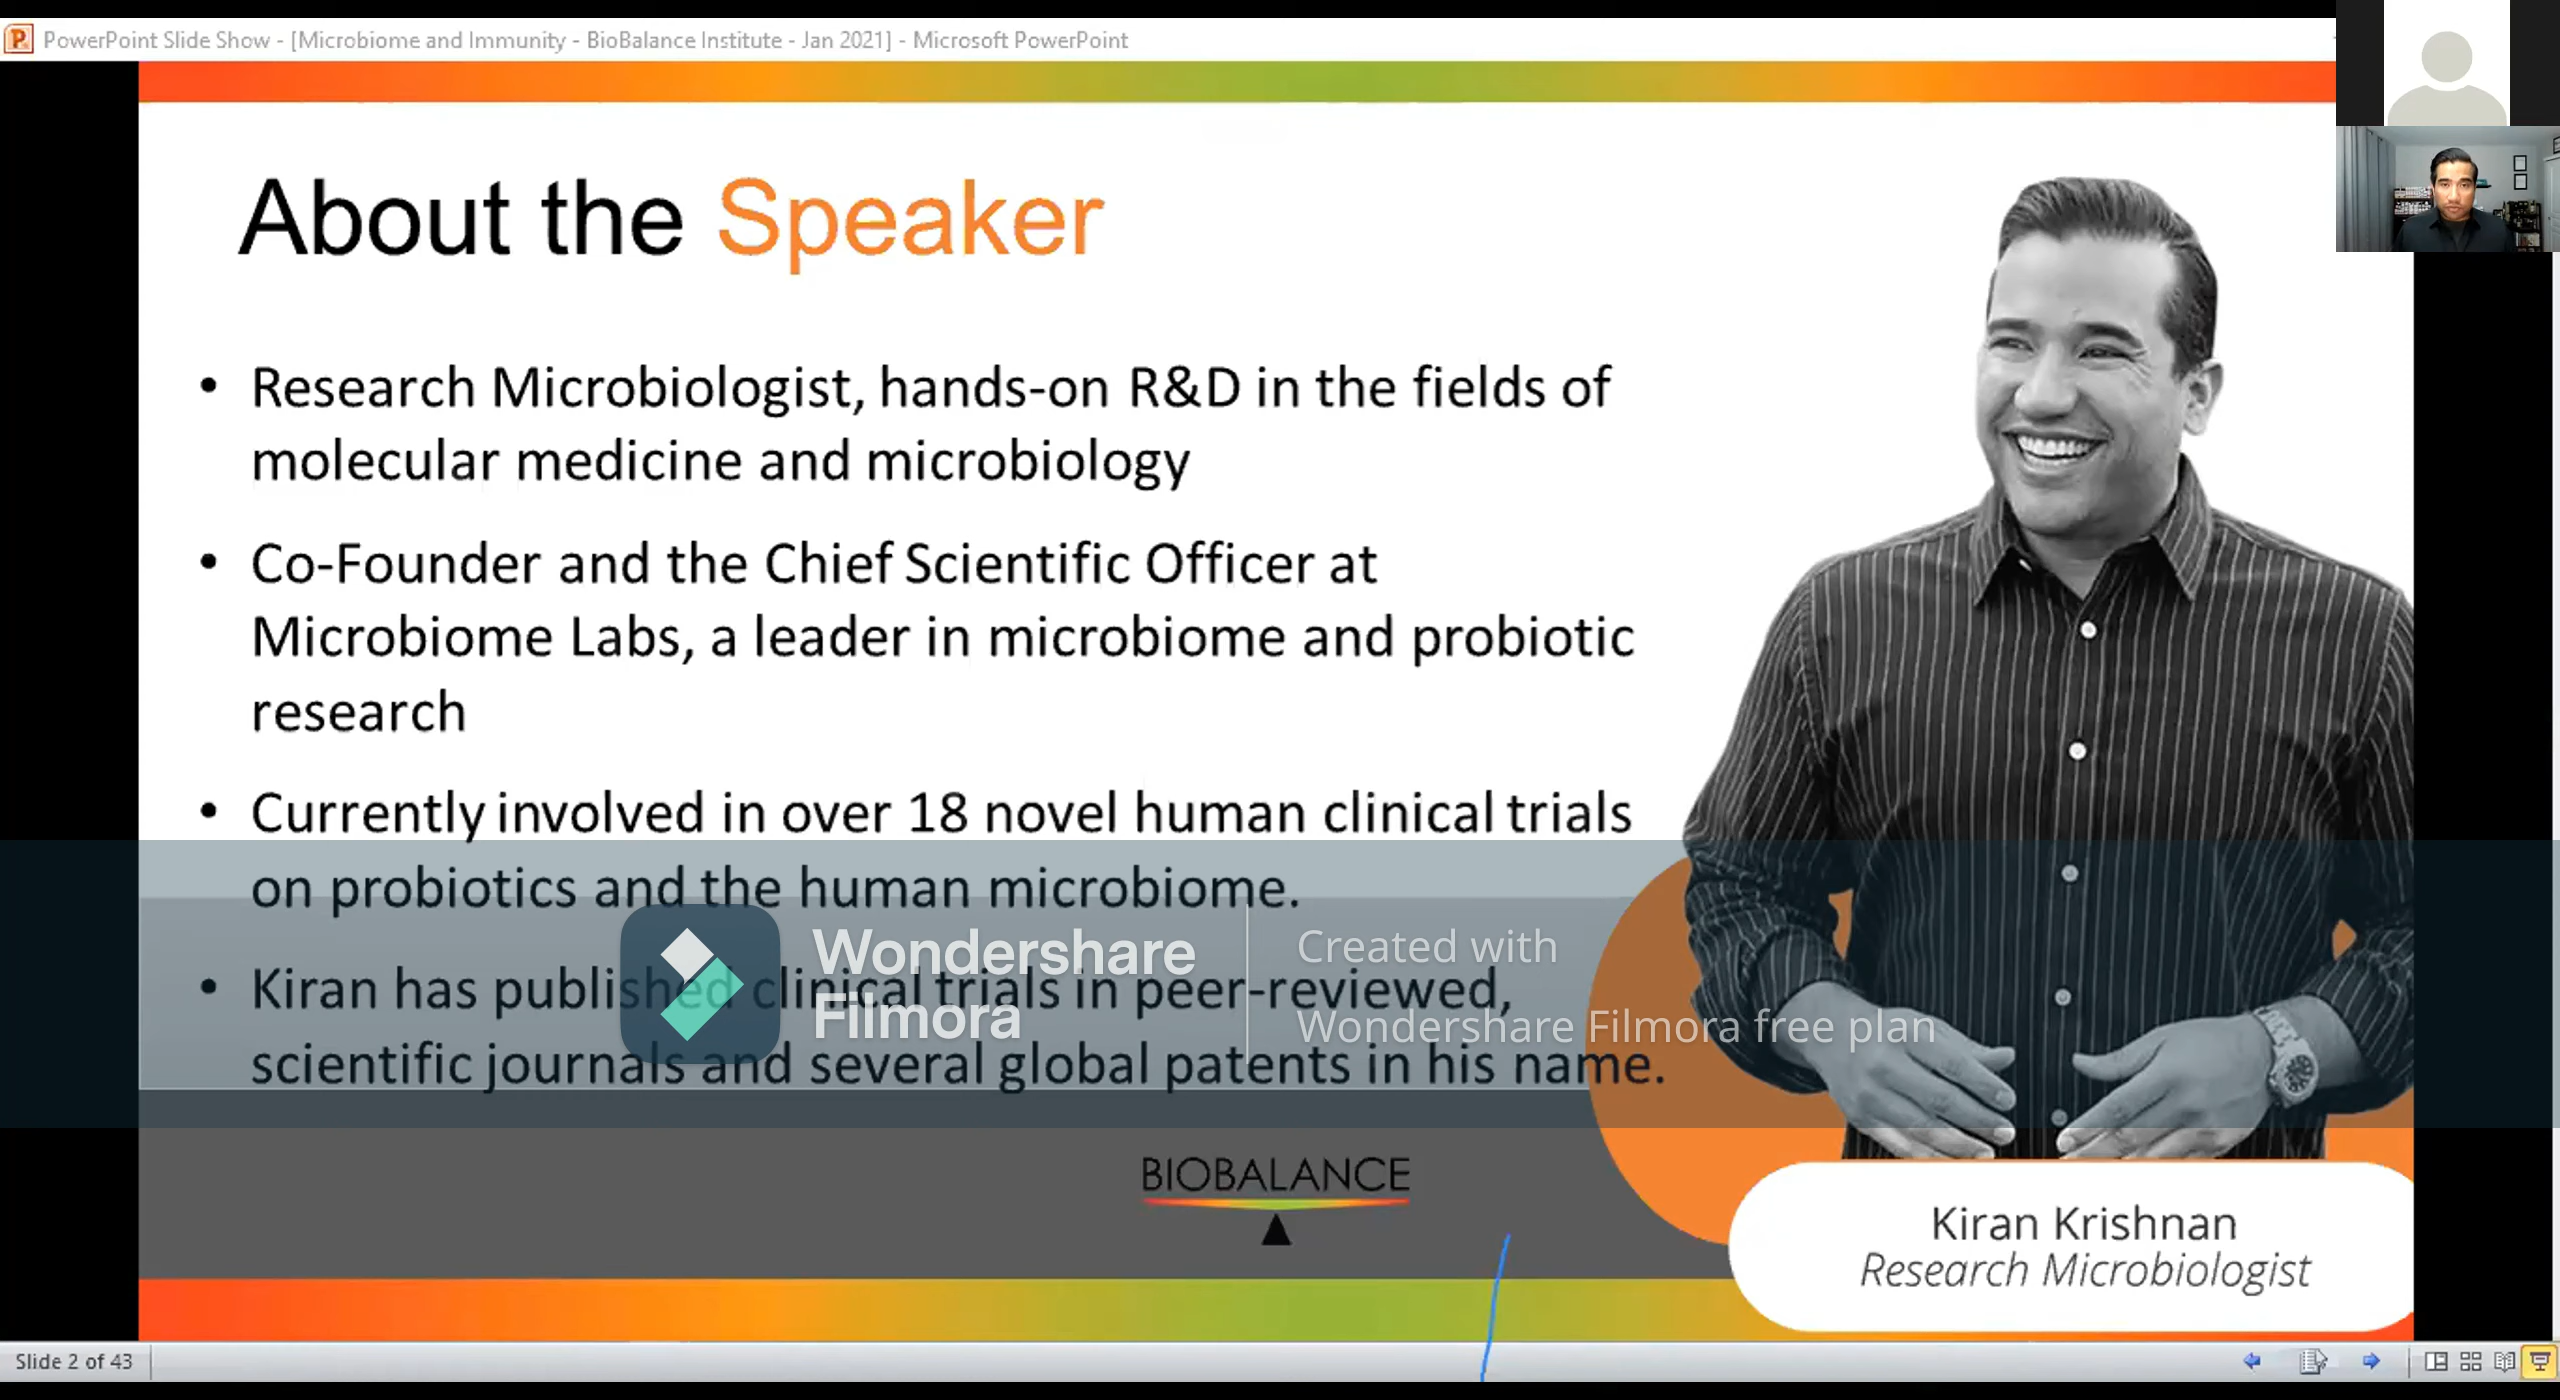 PowerPoint Slide Show - [Microbiome and Immunity - BioBalance Institute - Jan 2021] - Microsoft PowerPoint
About the Speaker
• Research Microbiologist, hands-on R&D in the fields of
molecular medicine and microbiology
• Co-Founder and the Chief Scientific Officer at
Microbiome Labs, a leader in microbiome and probiotic
research
• Currently involved in over 18 novel human clinical trials
on probiotics and the human microbiome.
• Kiran has published clinical trials in peer-reviewed,
scientific journals and several global patents in his name.
Wondershare
Filmora
Created with
Wondershare Filmora free plan
BIOBALANCE
Kiran Krishnan
Research Microbiologist
Slide 2 of 43